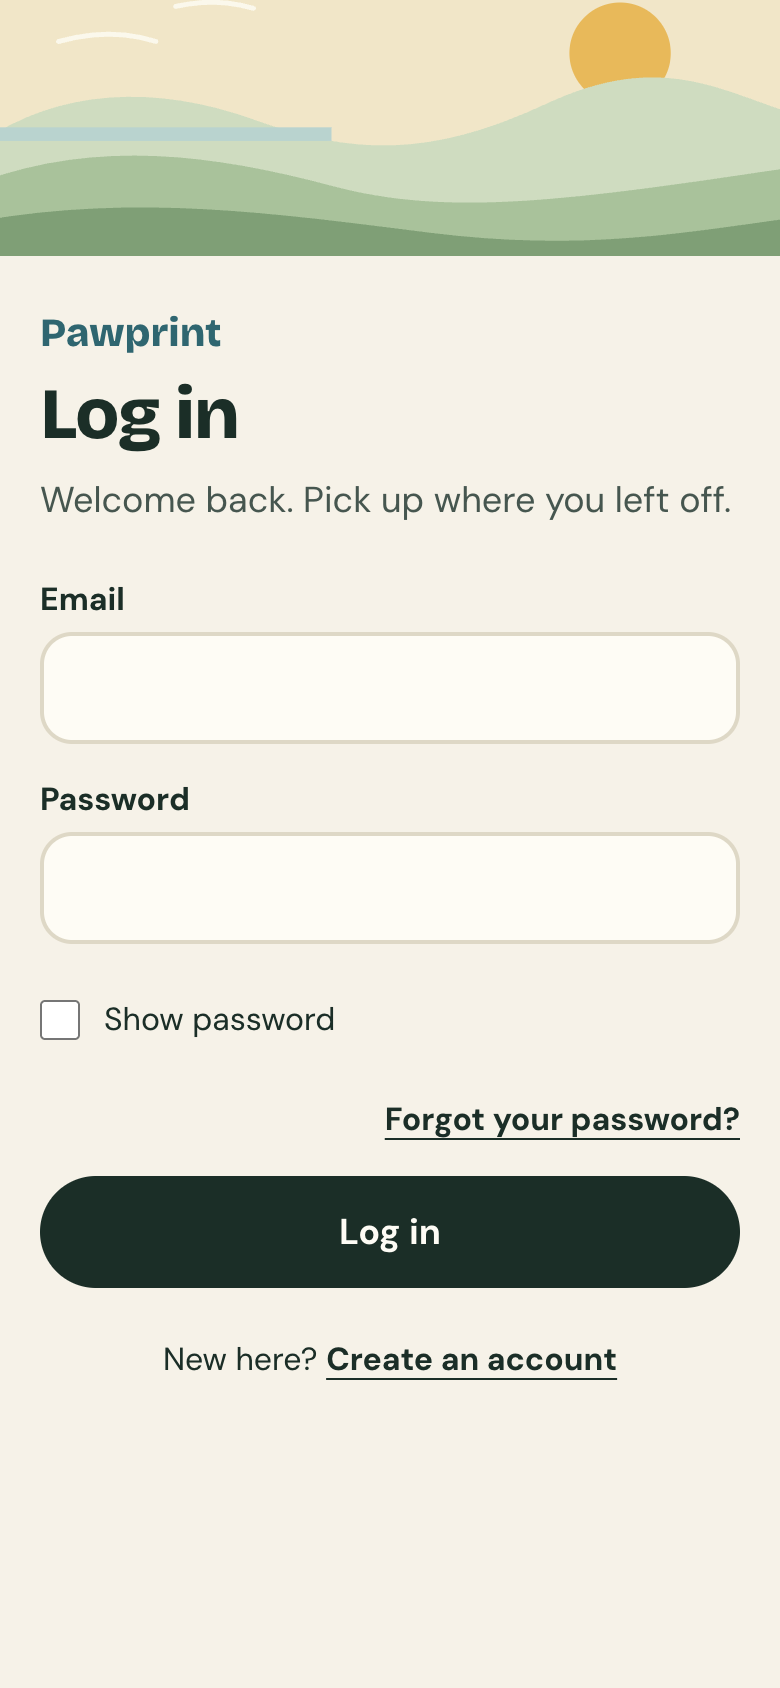 Pawprint
Log in
Welcome back. Pick up where you left off.
Email
Password
Show password
Forgot your password?
Log in
New here? Create an account